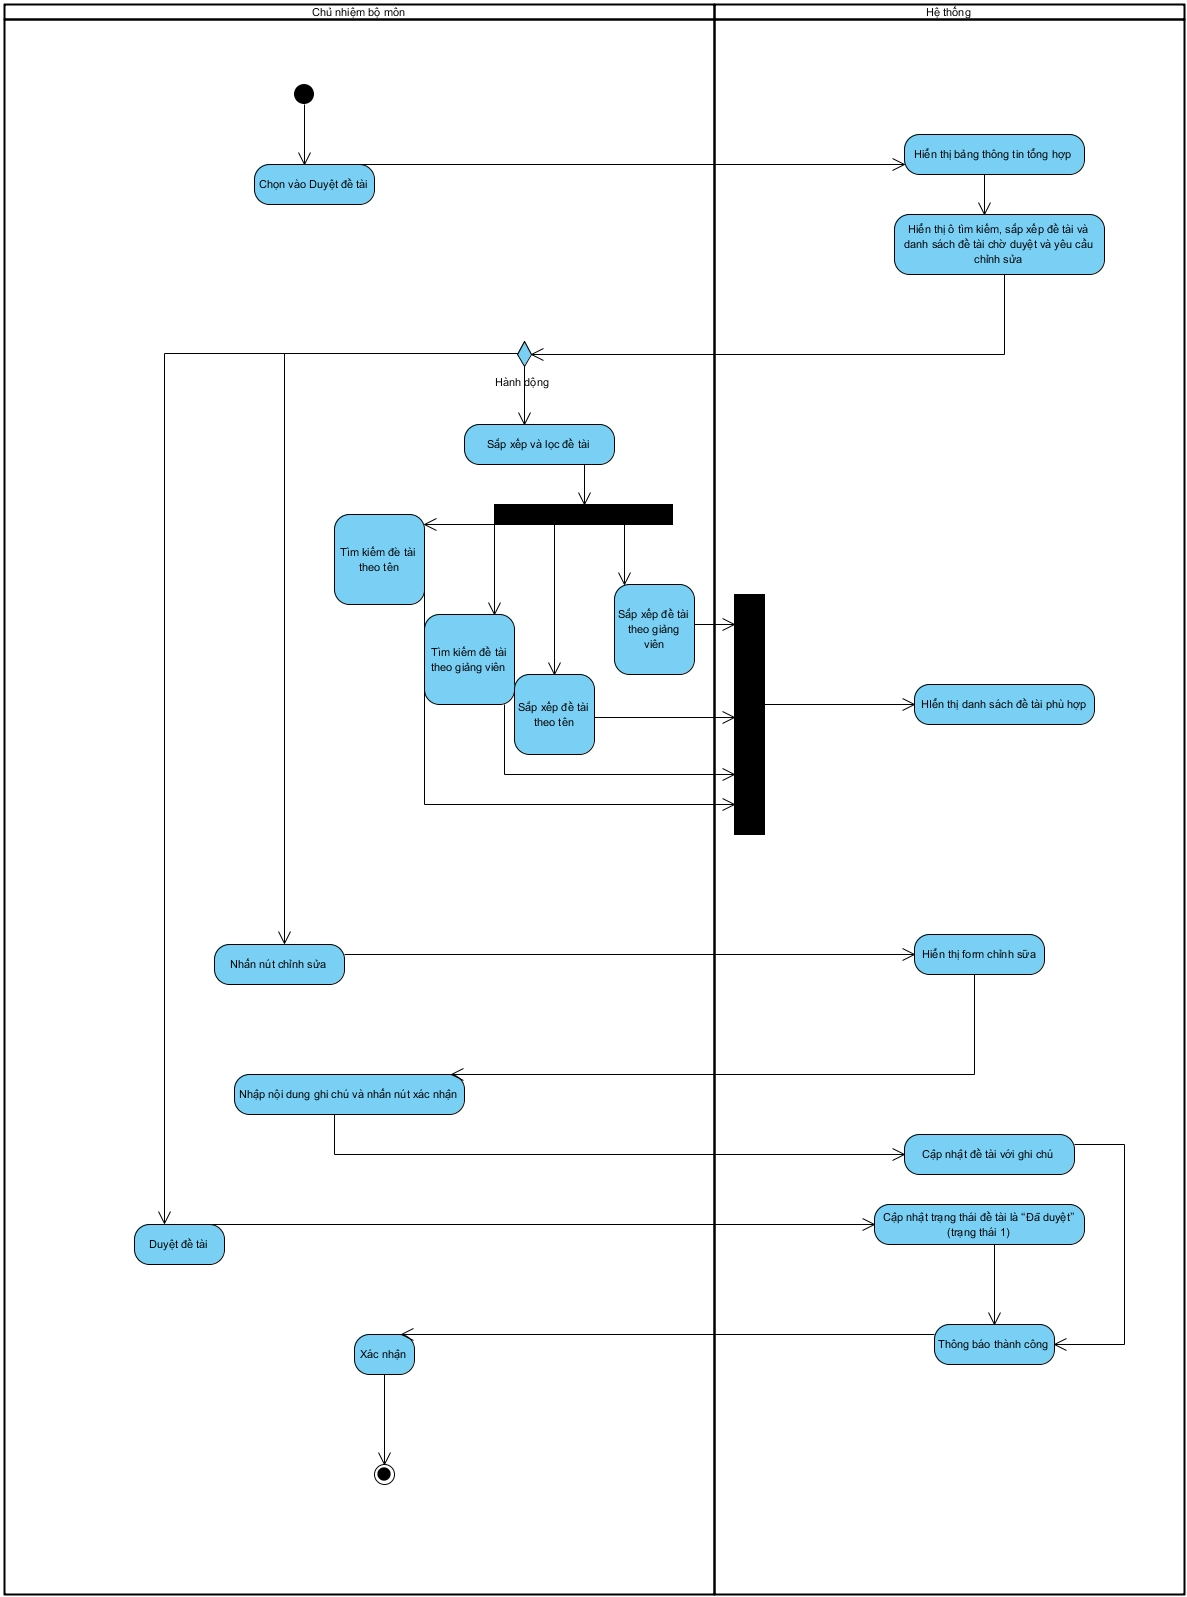 Chủ nhiệm bộ môn
Hệ thống
Hiển thị bảng thông tin tổng hợp
Chọn vào Duyệt đề tài
Hiển thị ô tìm kiếm, sắp xếp đề tài và
danh sách đề tài chờ duyệt và yêu cầu
chỉnh sửa
Hành động
Sắp xếp và lọc đề tài
Tìm kiếm đè tài
theo tên
Sắp xếp đề tài
theo giảng
viên
Tìm kiếm đề tài
theo giảng viên
Sắp xếp đề tài
theo tên
HIển thị danh sách đề tài phù hợp
Nhấn nút chỉnh sửa
Hiển thị form chỉnh sữa
Nhập nội dung ghi chú và nhấn nút xác nhận
Cập nhật đề tài với ghi chú
Cập nhật trạng thái đề tài là “Đã duyệt”
(trạng thái 1)
Duyệt đề tài
Thông báo thành công
Xác nhận